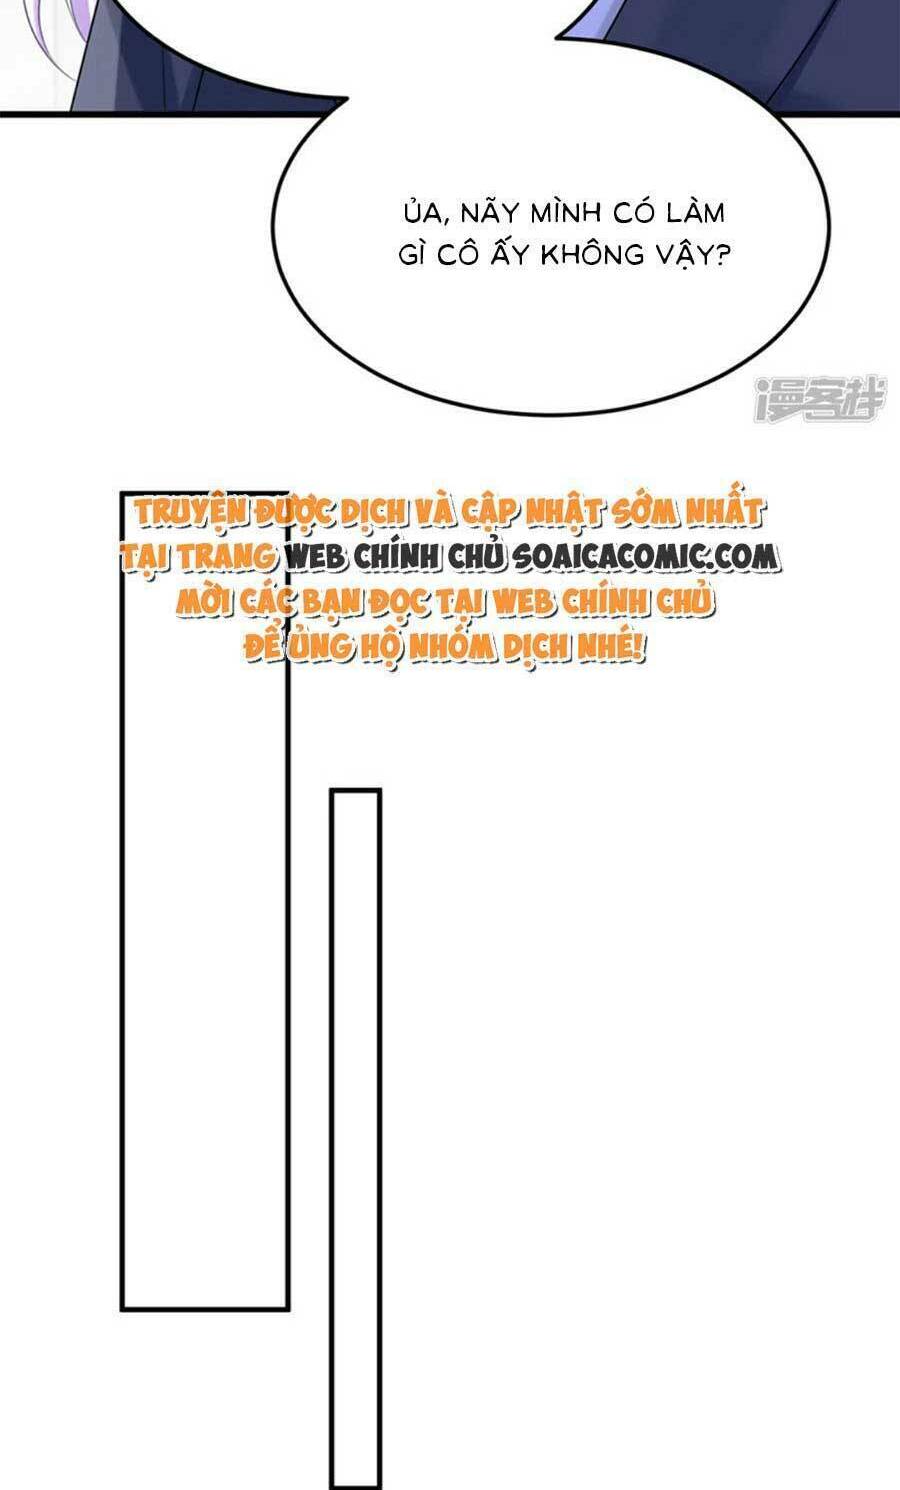 ỦA, NÃY MÌNH CÓ LÀM
GÌ CÔ ẤY KHÔNG VẬY?
漫客栈
TRUYỆN ĐƯỢC DỊCH VÀ CẬP NHẬT SỚM NHẤT
TẠI TRANG WEB CHÍNH CHỦ SOAICACOMIC.COM
MỜI CÁC BẠN ĐỌC TẠI WEB CHÍNH CHỦ
ĐỂ ỦNG HỘ NHÓM DỊCH NHÉ!